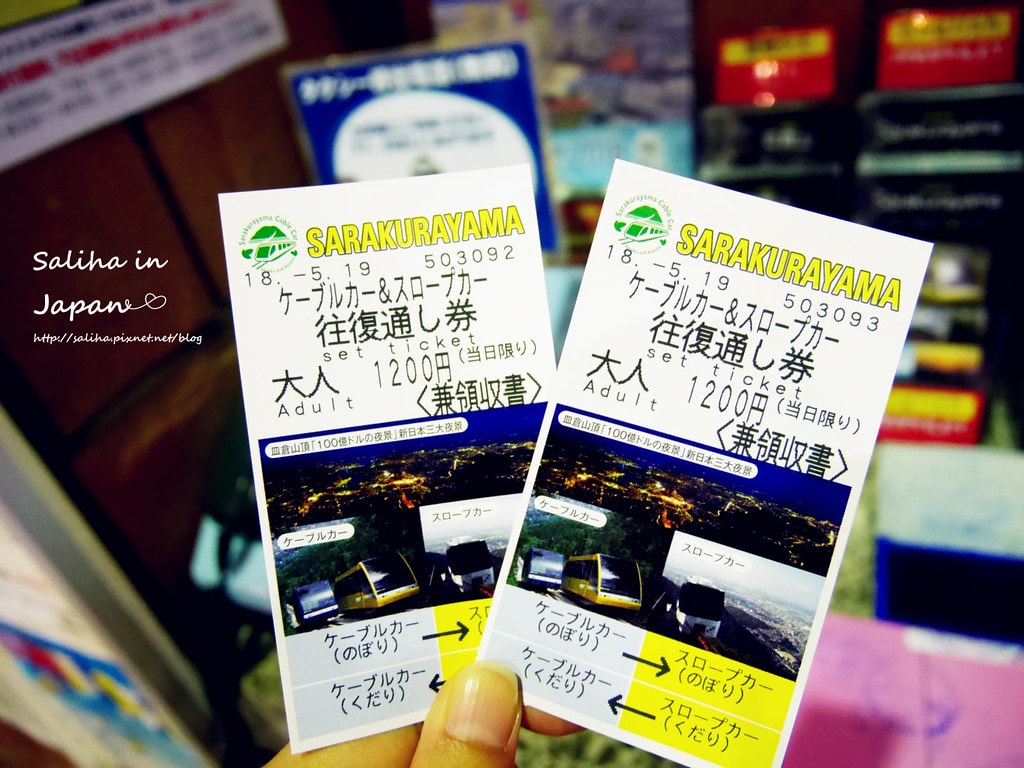 Saliha in
Japan
http://saliha.pixnet.net/blog
Sarakurayama Cable Car
SARAKURAYAMA
18.-5.19 503092
ケーブルカー&スロープカー
往復通し券
set ticket
大人 1200円(当日限り)
Adult <兼領収書>
皿倉山頂「100億ドルの夜景」新日本三大夜景
ケーブルカー
スロープカー
ケーブルカー
(のぼり)
→
ケーブルカー
(くだり)
SARAKURAYAMA
18.-5.19 503093
ケーブルカー&スロープカー
往復通し券
set ticket
大人 1200円(当日限り)
Adult <兼領収書>
皿倉山頂「100億ドルの夜景」新日本三大夜景
ケーブルカー
スロープカー
ケーブルカー → スロープカー
(のぼり) (のぼり)
ケーブルカー ← スロープカー
(くだり) (くだり)